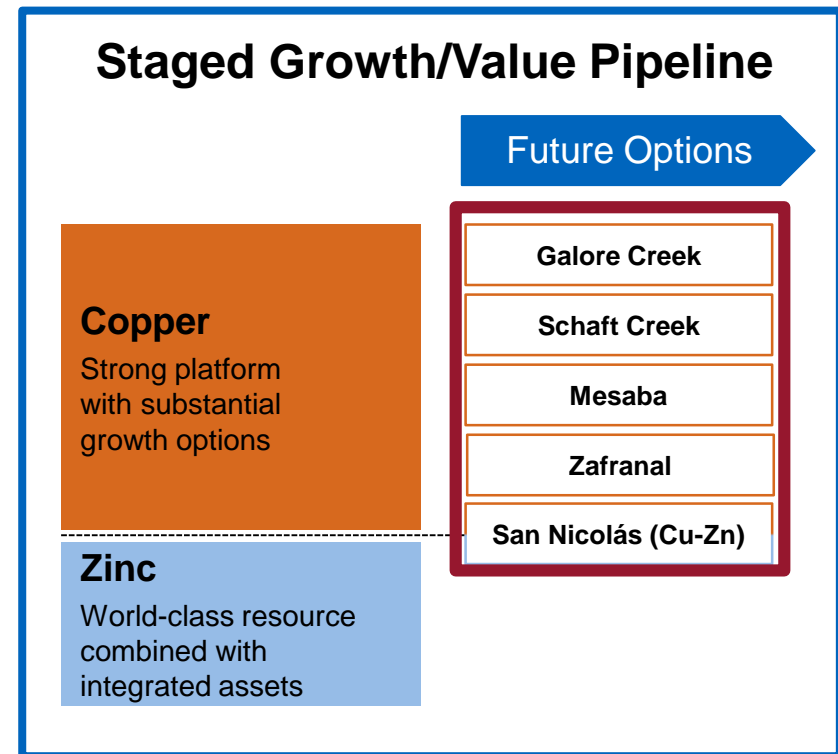 Staged Growth/Value Pipeline
Future Options
Copper
Strong platform
with substantial
growth options
Zinc
World-class resource
combined with
integrated assets
Galore Creek
Schaft Creek
Mesaba
Zafranal
San Nicolás (Cu-Zn)